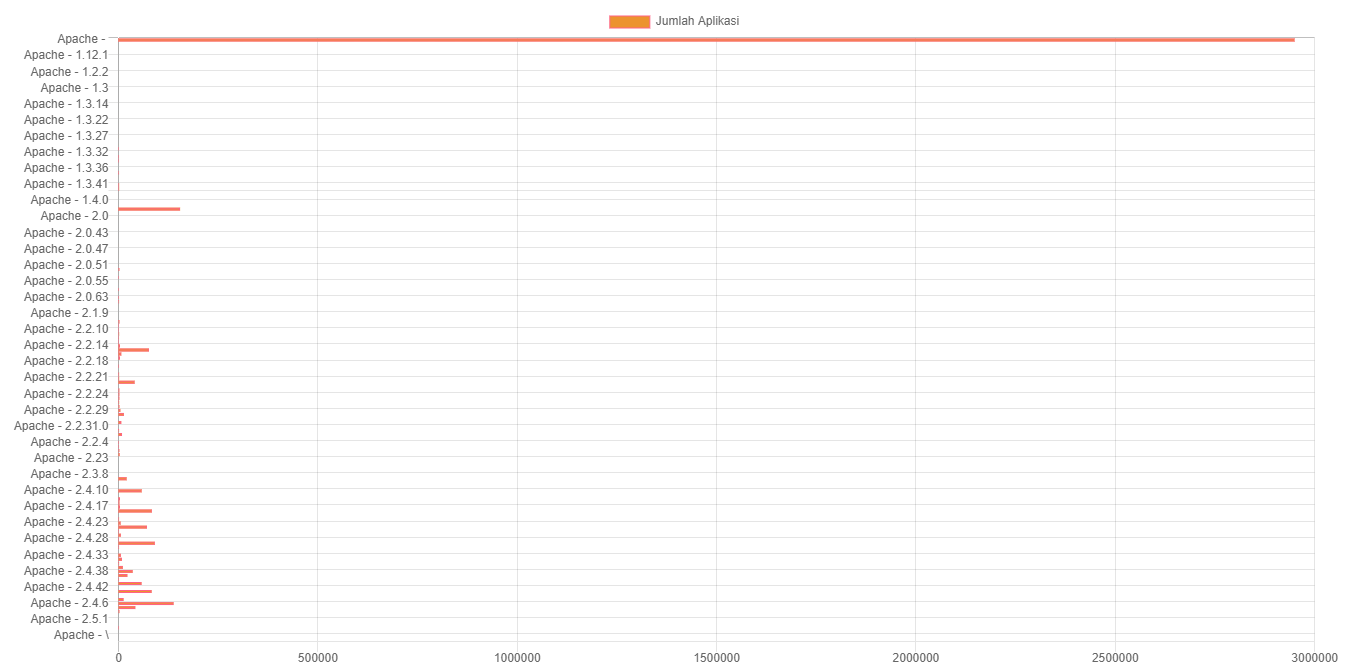 Jumlah Aplikasi
Apache -
Apache - 1.12.1
Apache - 1.2.2
Apache - 1.3
Apache - 1.3.14
Apache - 1.3.22
Apache - 1.3.27
Apache - 1.3.32
Apache - 1.3.36
Apache - 1.3.41
Apache - 1.4.0
Apache - 2.0
Apache - 2.0.43
Apache - 2.0.47
Apache - 2.0.51
Apache - 2.0.55
Apache - 2.0.63
Apache - 2.1.9
Apache - 2.2.10
Apache - 2.2.14
Apache - 2.2.18
Apache - 2.2.21
Apache - 2.2.24
Apache - 2.2.29
Apache - 2.2.31.0
Apache - 2.2.4
Apache - 2.23
Apache - 2.3.8
Apache - 2.4.10
Apache - 2.4.17
Apache - 2.4.23
Apache - 2.4.28
Apache - 2.4.33
Apache - 2.4.38
Apache - 2.4.42
Apache - 2.4.6
Apache - 2.5.1
Apache - \
0 500000 1000000 1500000 2000000 2500000 3000000